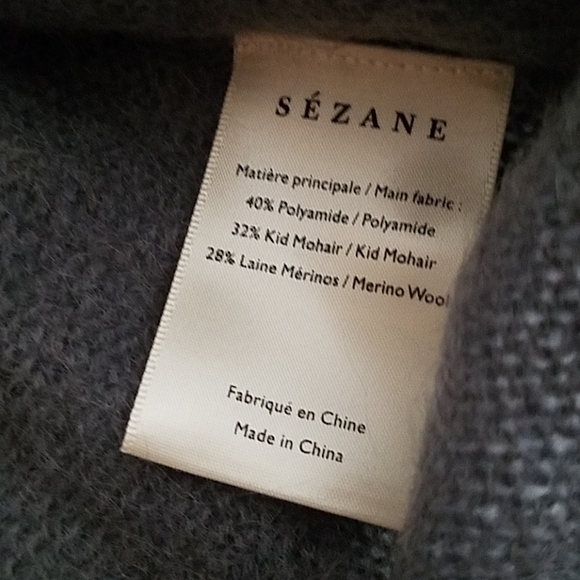 SÉZANE
Matière principale / Main fabric :
40% Polyamide / Polyamide
32% Kid Mohair / Kid Mohair
28% Laine Mérinos / Merino Wool
Fabriqué en Chine
Made in China